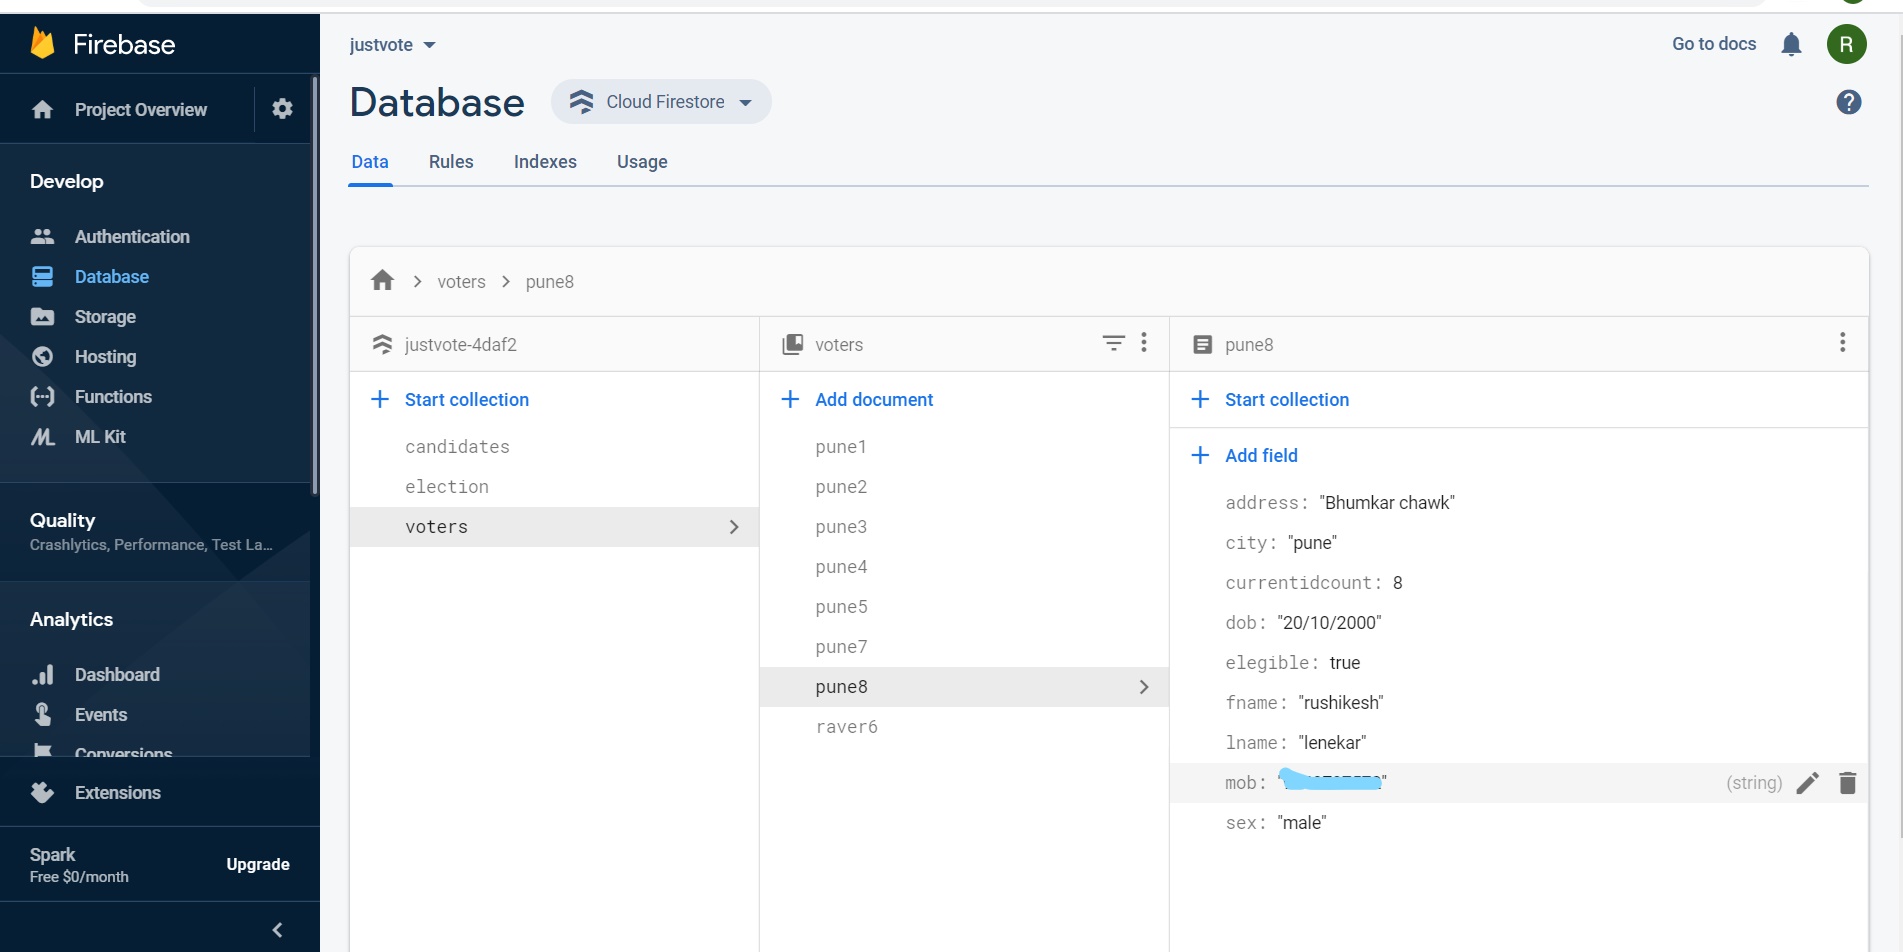 Firebase
Project Overview
Develop
Authentication
Database
Storage
Hosting
Functions
ML Kit
Quality
Crashlytics, Performance, Test La...
Analytics
Dashboard
Events
Conversions
Extensions
Spark
Free $0/month
Upgrade
justvote
Go to docs
R
Database
Cloud Firestore
?
Data Rules Indexes Usage
voters pune8
justvote-4daf2
Start collection
candidates
election
voters
voters
Add document
pune1
pune2
pune3
pune4
pune5
pune7
pune8
raver6
pune8
Start collection
Add field
address: "Bhumkar chawk"
city: "pune"
currentidcount: 8
dob: "20/10/2000"
elegible: true
fname: "rushikesh"
lname: "lenekar"
mob: (string)
sex: "male"